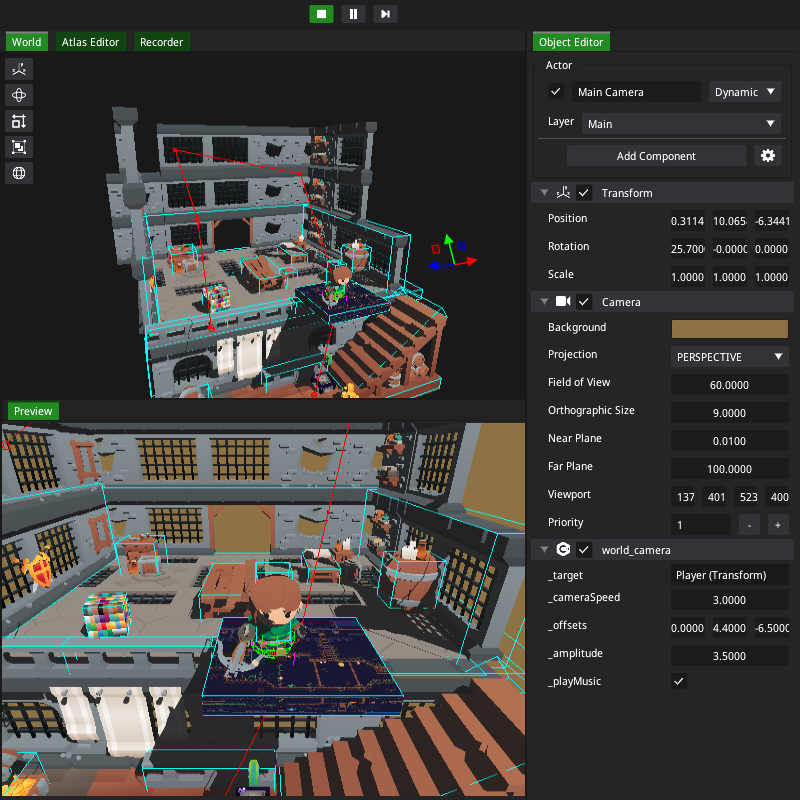 World
Atlas Editor
Recorder
Object Editor
Actor
Main Camera
Dynamic
Layer
Main
Add Component
Transform
Position 0.3114 10.065 -6.3441
Rotation 25.700 -0.0000 0.0000
Scale 1.0000 1.0000 1.0000
Camera
Background
Projection PERSPECTIVE
Field of View 60.0000
Orthographic Size 9.0000
Near Plane 0.0100
Far Plane 100.0000
Viewport 137 401 523 400
Priority 1 - +
world_camera
_target Player (Transform)
_cameraSpeed 3.0000
_offsets 0.0000 4.4000 -6.5000
_amplitude 3.5000
_playMusic
Preview